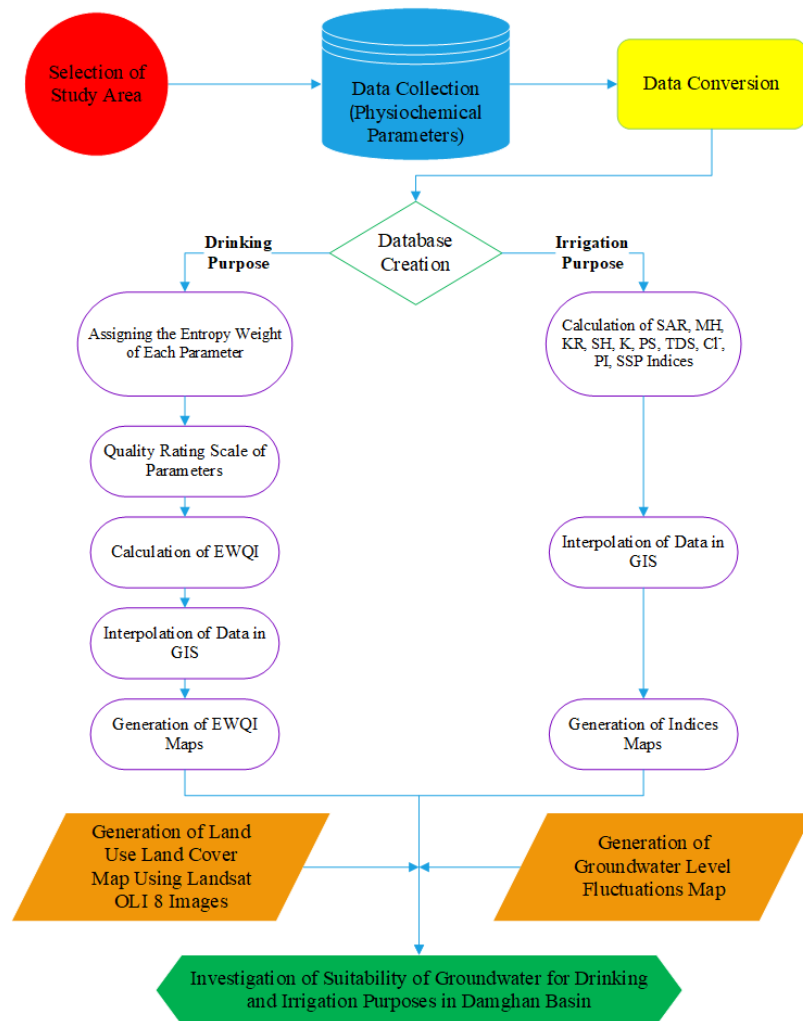 Selection of
Study Area
Data Collection
(Physiochemical
Parameters)
Data Conversion
Database
Creation
Drinking
Purpose
Irrigation
Purpose
Assigning the Entropy Weight
of Each Parameter
Quality Rating Scale of
Parameters
Calculation of EWQI
Interpolation of Data in
GIS
Generation of EWQI
Maps
Calculation of SAR, MH,
KR, SH, K, PS, TDS, Cl⁻,
PI, SSP Indices
Interpolation of Data in
GIS
Generation of Indices
Maps
Generation of Land
Use Land Cover
Map Using Landsat
OLI 8 Images
Generation of
Groundwater Level
Fluctuations Map
Investigation of Suitability of Groundwater for Drinking
and Irrigation Purposes in Damghan Basin